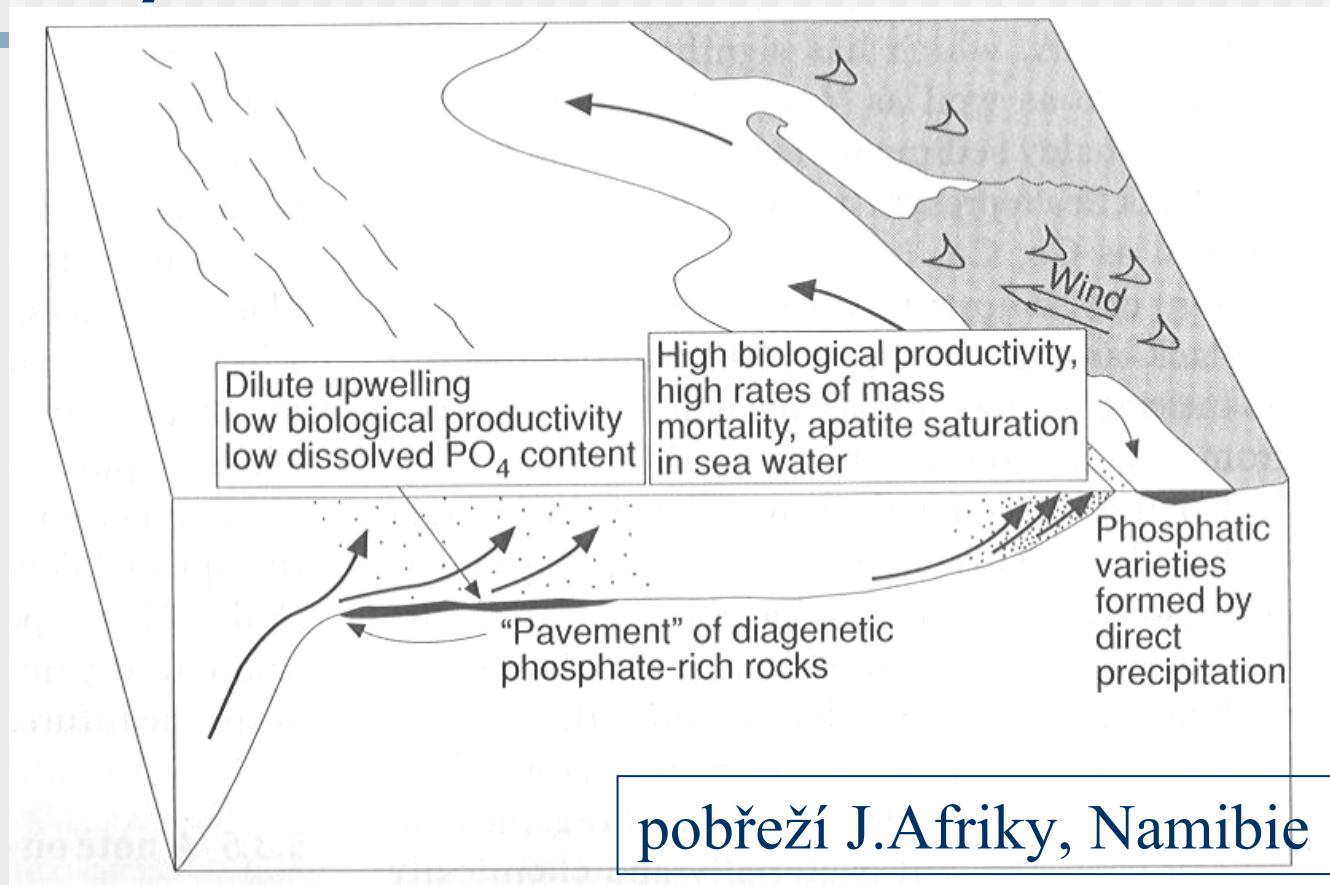 Wind
High biological productivity,
high rates of mass
mortality, apatite saturation
in sea water
Dilute upwelling
low biological productivity
low dissolved PO₄ content
Phosphatic
varieties
formed by
direct
precipitation
“Pavement” of diagenetic
phosphate-rich rocks
pobřeží J.Afriky, Namibie